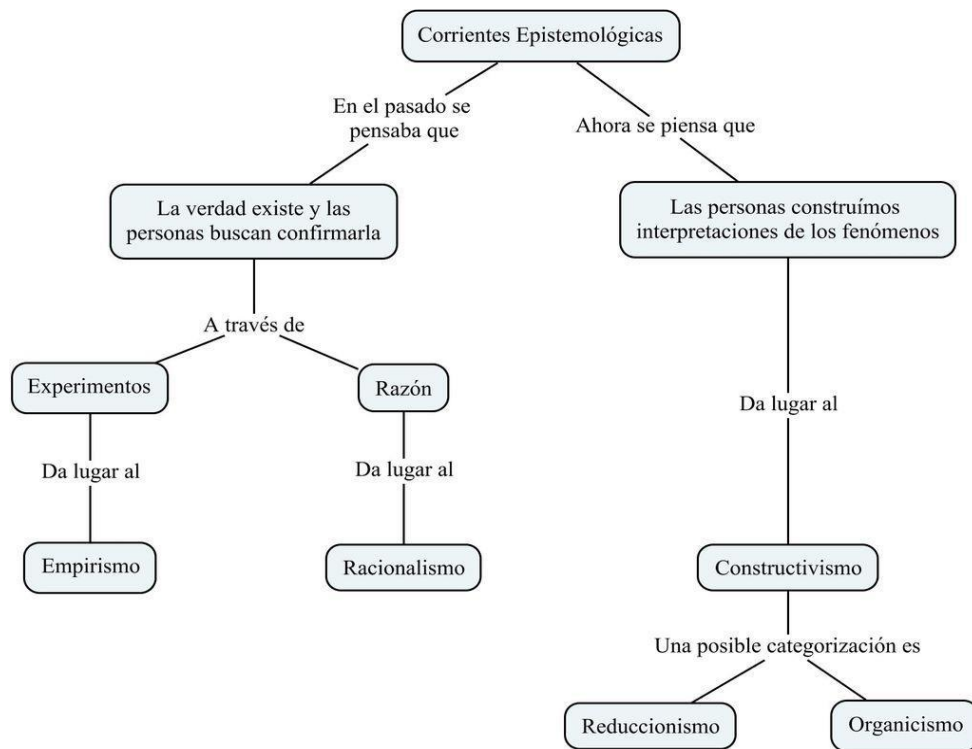 Corrientes Epistemológicas
En el pasado se
pensaba que
Ahora se piensa que
La verdad existe y las
personas buscan confirmarla
Las personas construímos
interpretaciones de los fenómenos
A través de
Experimentos
Razón
Da lugar al
Da lugar al
Da lugar al
Empirismo
Racionalismo
Constructivismo
Una posible categorización es
Reduccionismo
Organicismo